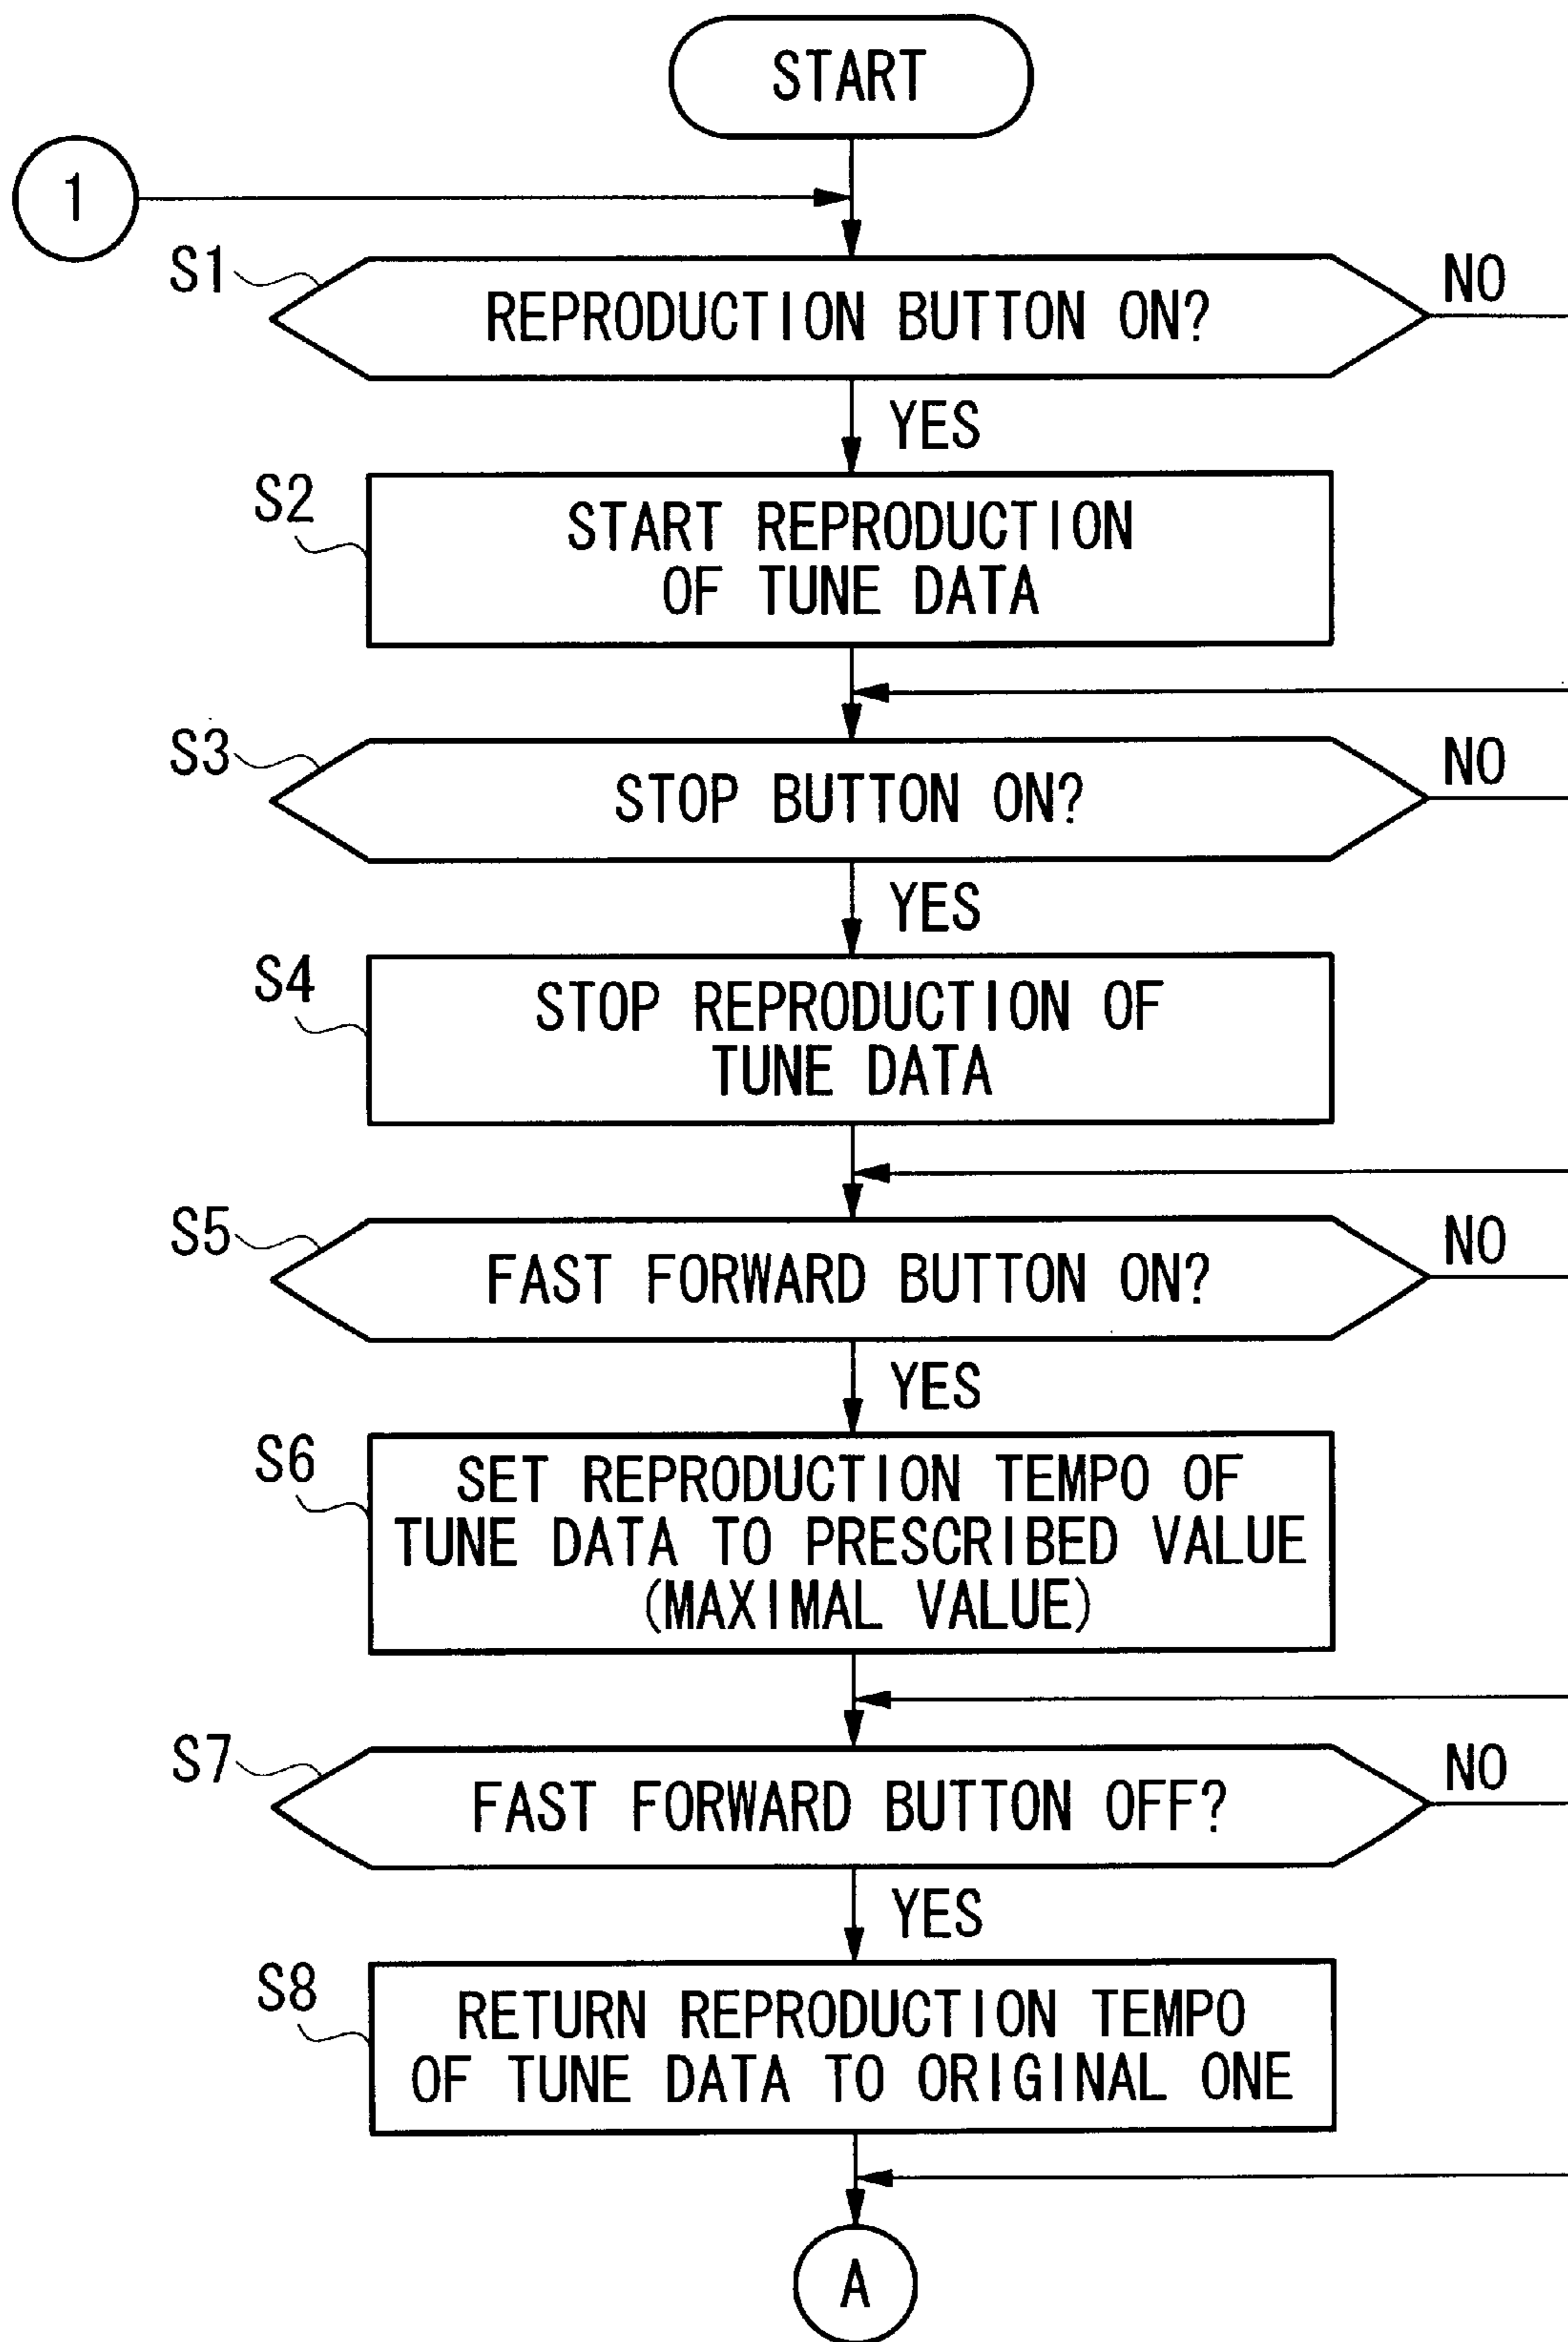 START
1
S1
REPRODUCTION BUTTON ON?
NO
YES
S2
START REPRODUCTION
OF TUNE DATA
S3
STOP BUTTON ON?
NO
YES
S4
STOP REPRODUCTION OF
TUNE DATA
S5
FAST FORWARD BUTTON ON?
NO
YES
S6
SET REPRODUCTION TEMPO OF
TUNE DATA TO PRESCRIBED VALUE
(MAXIMAL VALUE)
S7
FAST FORWARD BUTTON OFF?
NO
YES
S8
RETURN REPRODUCTION TEMPO
OF TUNE DATA TO ORIGINAL ONE
A